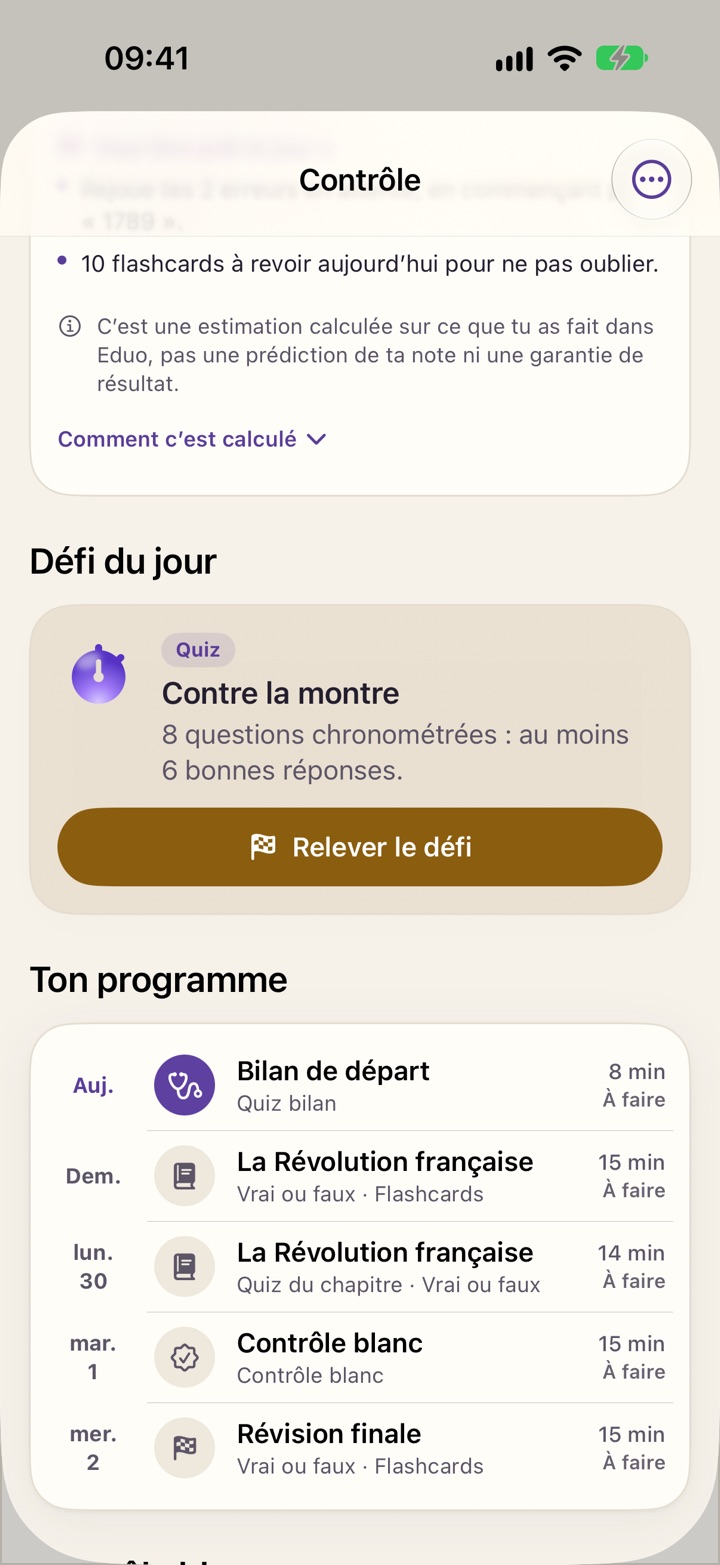 09:41
Contrôle
« 1789 ».
10 flashcards à revoir aujourd’hui pour ne pas oublier.
C’est une estimation calculée sur ce que tu as fait dans
Eduo, pas une prédiction de ta note ni une garantie de
résultat.
Comment c’est calculé
Défi du jour
Quiz
Contre la montre
8 questions chronométrées : au moins
6 bonnes réponses.
Relever le défi
Ton programme
Auj.
Bilan de départ
Quiz bilan
8 min
À faire
Dem.
La Révolution française
Vrai ou faux · Flashcards
15 min
À faire
lun.
30
La Révolution française
Quiz du chapitre · Vrai ou faux
14 min
À faire
mar.
1
Contrôle blanc
Contrôle blanc
15 min
À faire
mer.
2
Révision finale
Vrai ou faux · Flashcards
15 min
À faire